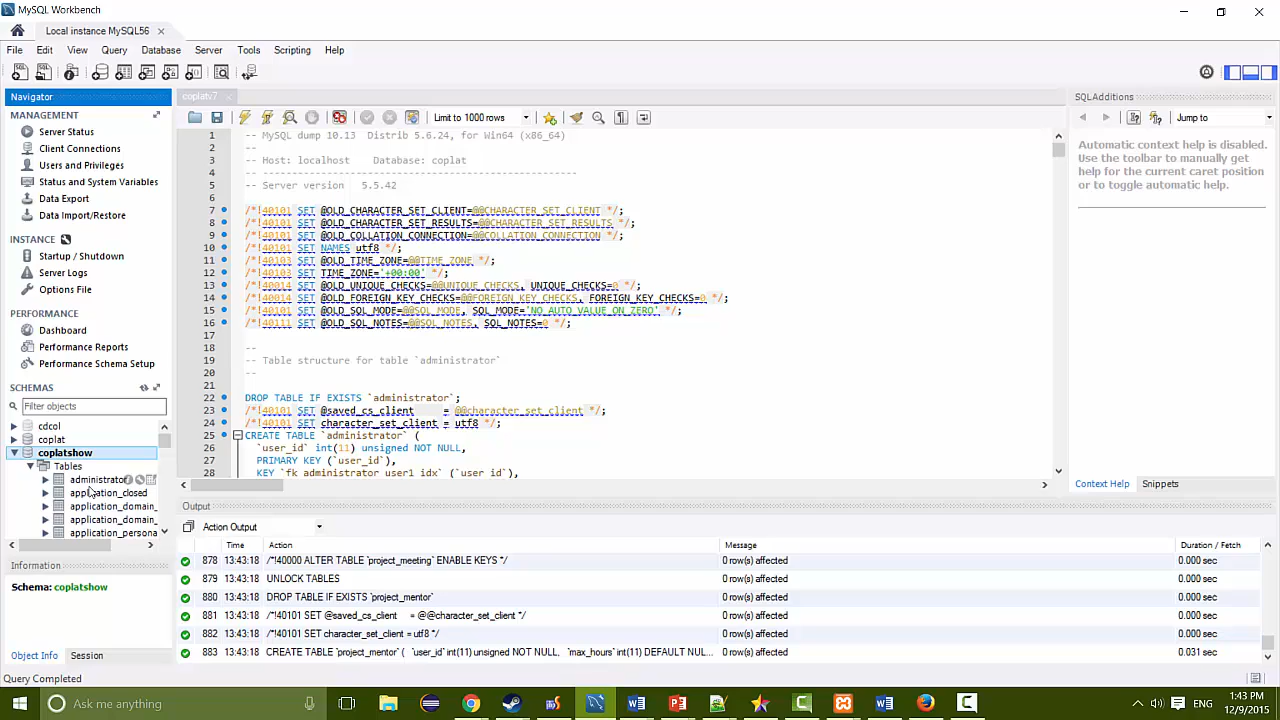 MySQL Workbench
Local instance MySQL56
File Edit View Query Database Server Tools Scripting Help
Navigator
MANAGEMENT
Server Status
Client Connections
Users and Privileges
Status and System Variables
Data Export
Data Import/Restore
INSTANCE
Startup / Shutdown
Server Logs
Options File
PERFORMANCE
Dashboard
Performance Reports
Performance Schema Setup
SCHEMAS
Filter objects
cdcol
coplat
coplatshow
Tables
administrator
application_closed
application_domain_
application_domain_
application_persona
Information
Schema: coplatshow
Object Info Session
coplatv7
Limit to 1000 rows
1 -- MySQL dump 10.13 Distrib 5.6.24, for Win64 (x86_64)
2 --
3 -- Host: localhost Database: coplat
4 -- ------------------------------------------------------
5 -- Server version 5.5.42
6
7 /*!40101 SET @OLD_CHARACTER_SET_CLIENT=@@CHARACTER_SET_CLIENT */;
8 /*!40101 SET @OLD_CHARACTER_SET_RESULTS=@@CHARACTER_SET_RESULTS */;
9 /*!40101 SET @OLD_COLLATION_CONNECTION=@@COLLATION_CONNECTION */;
10 /*!40101 SET NAMES utf8 */;
11 /*!40103 SET @OLD_TIME_ZONE=@@TIME_ZONE */;
12 /*!40103 SET TIME_ZONE='+00:00' */;
13 /*!40014 SET @OLD_UNIQUE_CHECKS=@@UNIQUE_CHECKS, UNIQUE_CHECKS=0 */;
14 /*!40014 SET @OLD_FOREIGN_KEY_CHECKS=@@FOREIGN_KEY_CHECKS, FOREIGN_KEY_CHECKS=0 */;
15 /*!40101 SET @OLD_SQL_MODE=@@SQL_MODE, SQL_MODE='NO_AUTO_VALUE_ON_ZERO' */;
16 /*!40111 SET @OLD_SQL_NOTES=@@SQL_NOTES, SQL_NOTES=0 */;
17
18 --
19 -- Table structure for table `administrator`
20 --
21
22 DROP TABLE IF EXISTS `administrator`;
23 /*!40101 SET @saved_cs_client = @@character_set_client */;
24 /*!40101 SET character_set_client = utf8 */;
25 CREATE TABLE `administrator` (
26 `user_id` int(11) unsigned NOT NULL,
27 PRIMARY KEY (`user_id`),
28 KEY `fk_administrator_user1_idx` (`user_id`),
SQLAdditions
Jump to
Automatic context help is disabled.
Use the toolbar to manually get
help for the current caret position
or to toggle automatic help.
Context Help Snippets
Output
Action Output
Time Action Message Duration / Fetch
878 13:43:18 /*!40000 ALTER TABLE `project_meeting` ENABLE KEYS */ 0 row(s) affected 0.000 sec
879 13:43:18 UNLOCK TABLES 0 row(s) affected 0.000 sec
880 13:43:18 DROP TABLE IF EXISTS `project_mentor` 0 row(s) affected 0.000 sec
881 13:43:18 /*!40101 SET @saved_cs_client = @@character_set_client */ 0 row(s) affected 0.000 sec
882 13:43:18 /*!40101 SET character_set_client = utf8 */ 0 row(s) affected 0.000 sec
883 13:43:18 CREATE TABLE `project_mentor` ( `user_id` int(11) unsigned NOT NULL, `max_hours` int(11) DEFAULT NUL... 0 row(s) affected 0.031 sec
Query Completed
Ask me anything
ENG
1:43 PM
12/9/2015